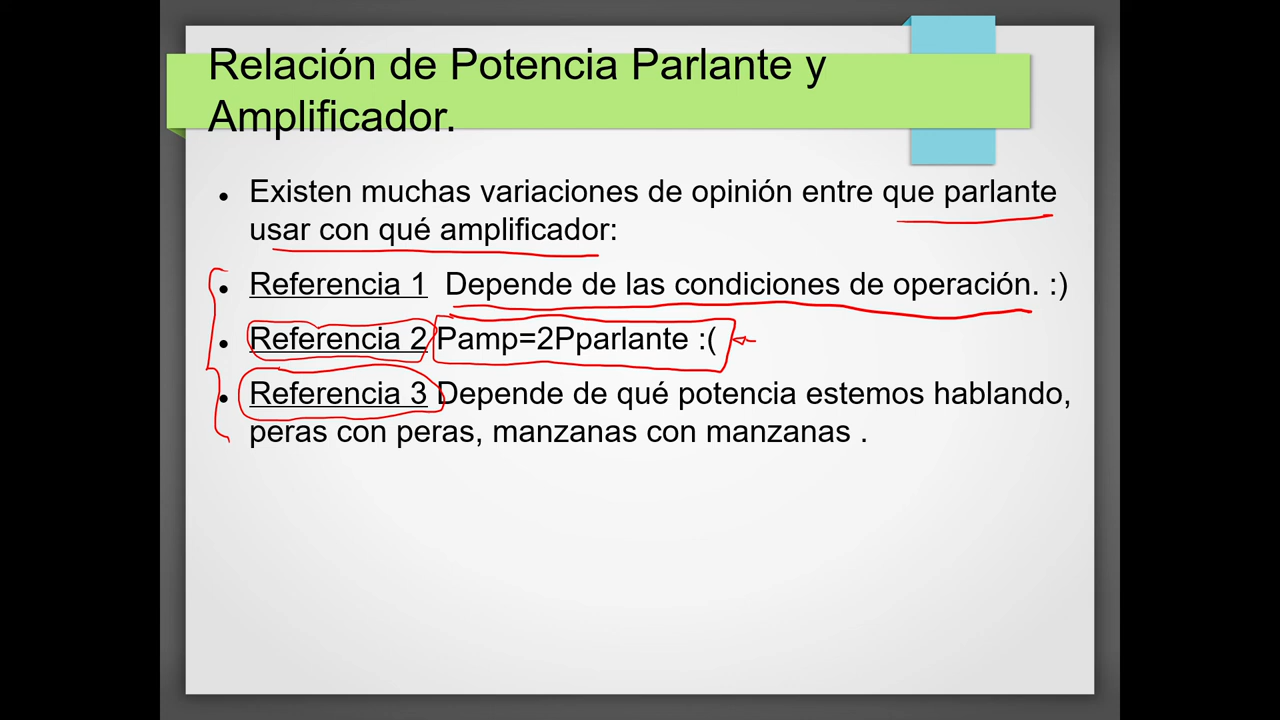 Relación de Potencia Parlante y
Amplificador.
• Existen muchas variaciones de opinión entre que parlante
usar con qué amplificador:
• Referencia 1 Depende de las condiciones de operación. :)
• Referencia 2 Pamp=2Pparlante :(
• Referencia 3 Depende de qué potencia estemos hablando,
peras con peras, manzanas con manzanas .